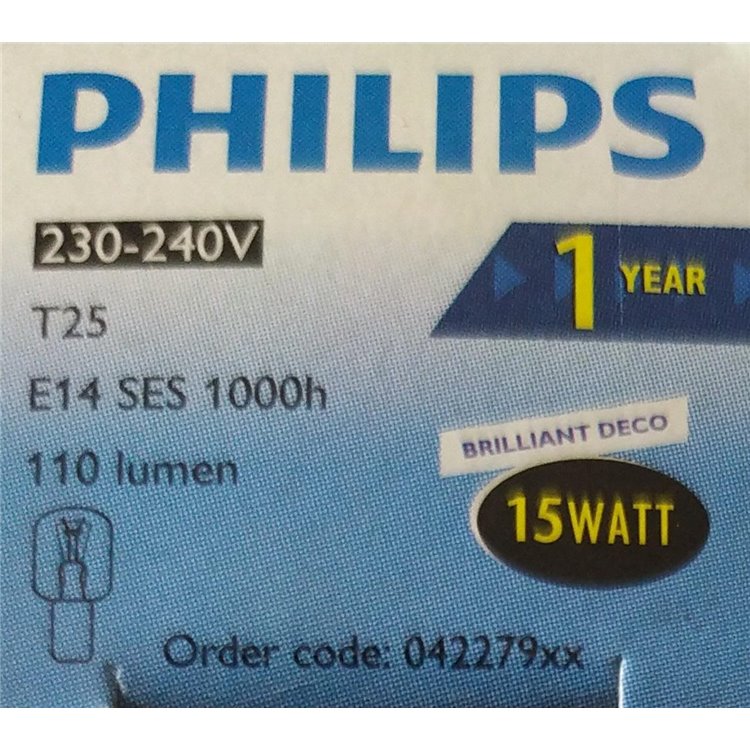 PHILIPS
230-240V
1 YEAR
T25
E14 SES 1000h
BRILLIANT DECO
110 lumen
15WATT
Order code: 042279xx